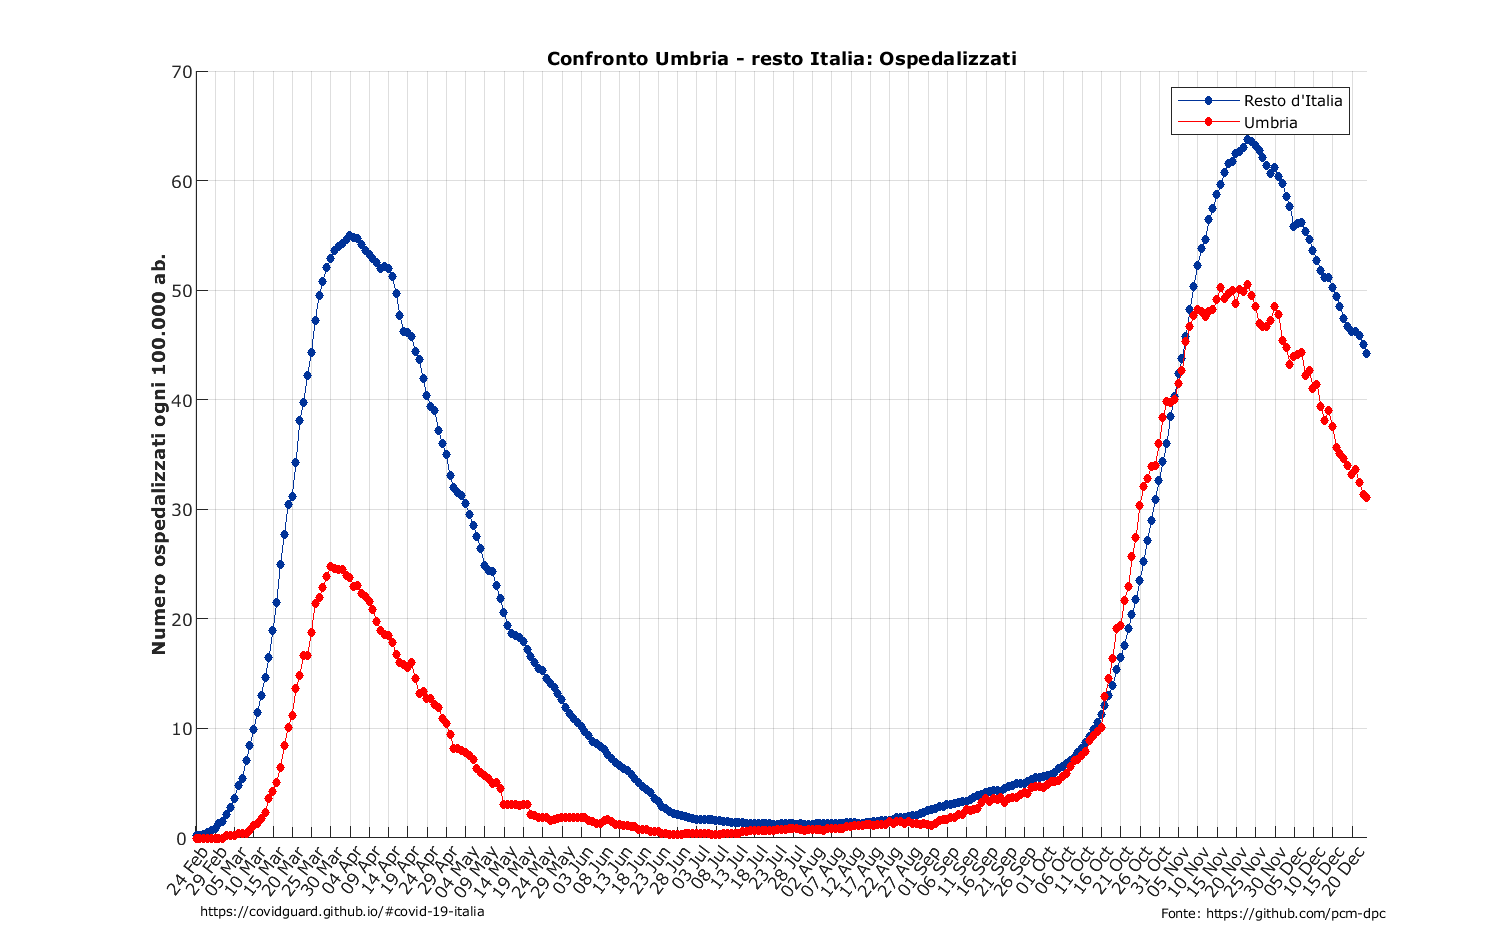 Confronto Umbria - resto Italia: Ospedalizzati
Resto d'Italia
Umbria
Numero ospedalizzati ogni 100.000 ab.
70
60
50
40
30
20
10
0
24 Feb
29 Feb
05 Mar
10 Mar
15 Mar
20 Mar
25 Mar
30 Mar
04 Apr
09 Apr
14 Apr
19 Apr
24 Apr
29 Apr
04 May
09 May
14 May
19 May
24 May
29 May
03 Jun
08 Jun
13 Jun
18 Jun
23 Jun
28 Jun
03 Jul
08 Jul
13 Jul
18 Jul
23 Jul
28 Jul
02 Aug
07 Aug
12 Aug
17 Aug
22 Aug
27 Aug
01 Sep
06 Sep
11 Sep
16 Sep
21 Sep
26 Sep
01 Oct
06 Oct
11 Oct
16 Oct
21 Oct
26 Oct
31 Oct
05 Nov
10 Nov
15 Nov
20 Nov
25 Nov
30 Nov
05 Dec
10 Dec
15 Dec
20 Dec
https://covidguard.github.io/#covid-19-italia
Fonte: https://github.com/pcm-dpc